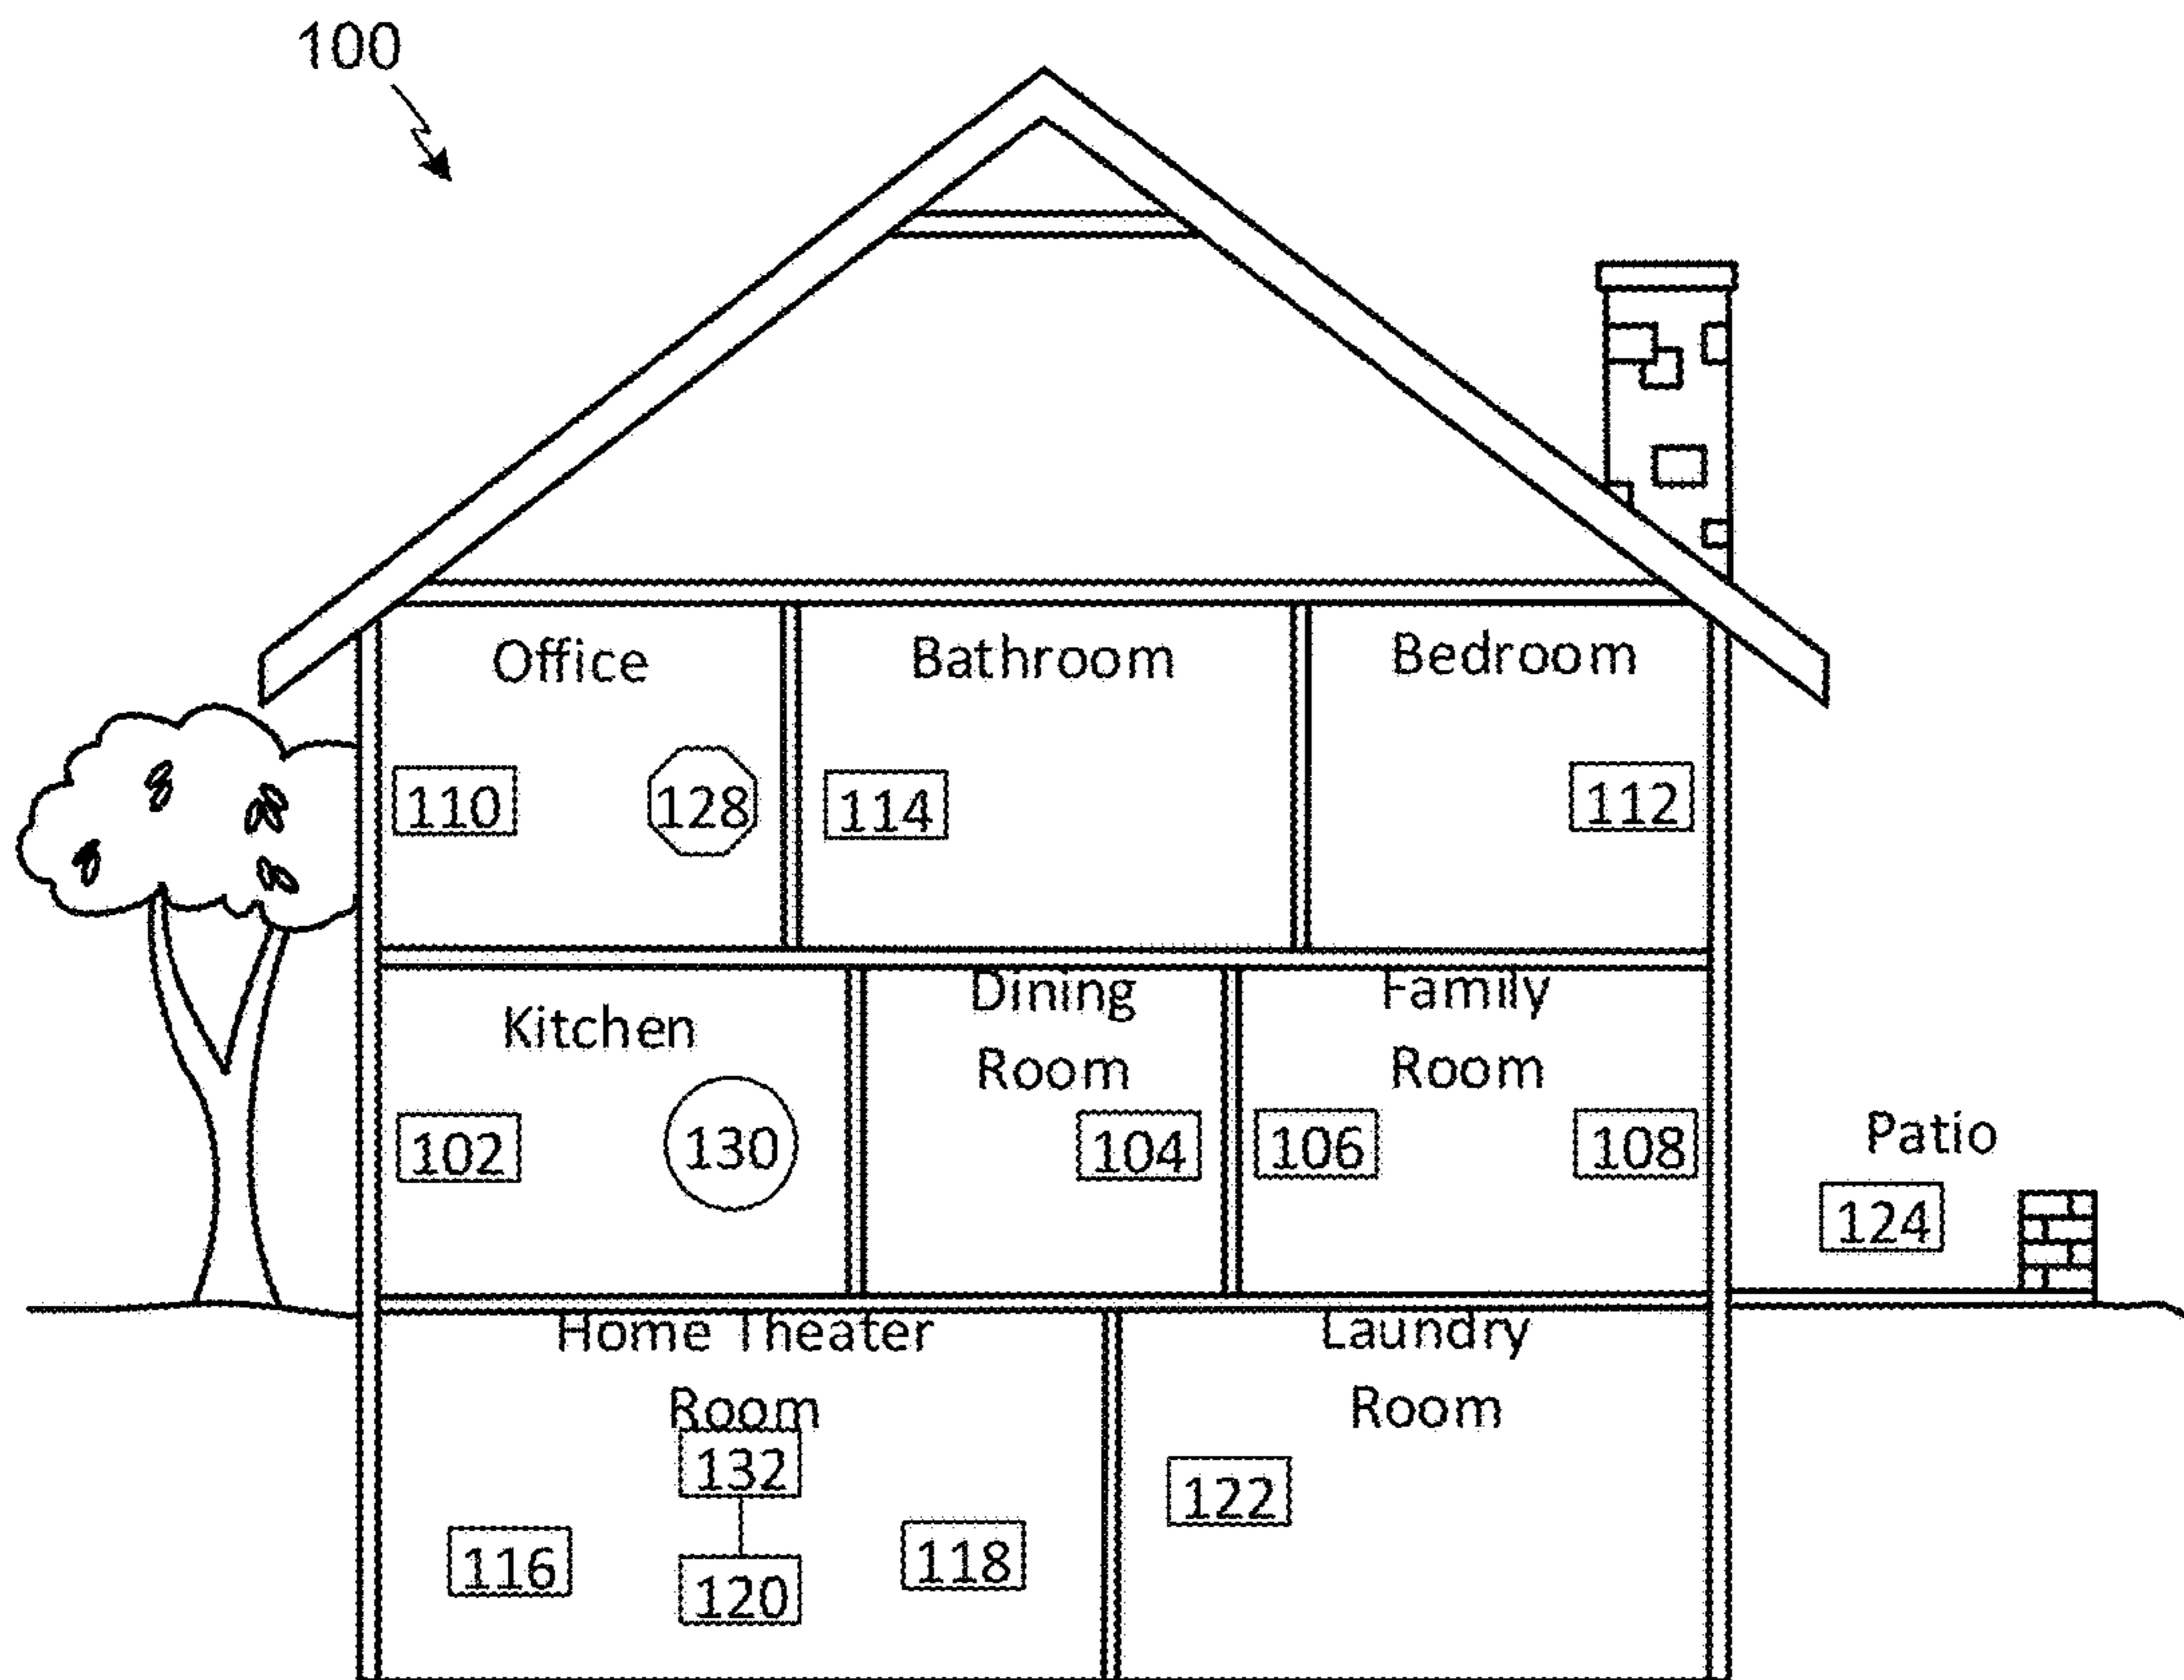 100
Office
Bathroom
Bedroom
110
128
114
112
Kitchen
Dining
Room
Family
Room
102
130
104
106
108
Patio
124
Home Theater
Room
Laundry
Room
132
122
116
120
118